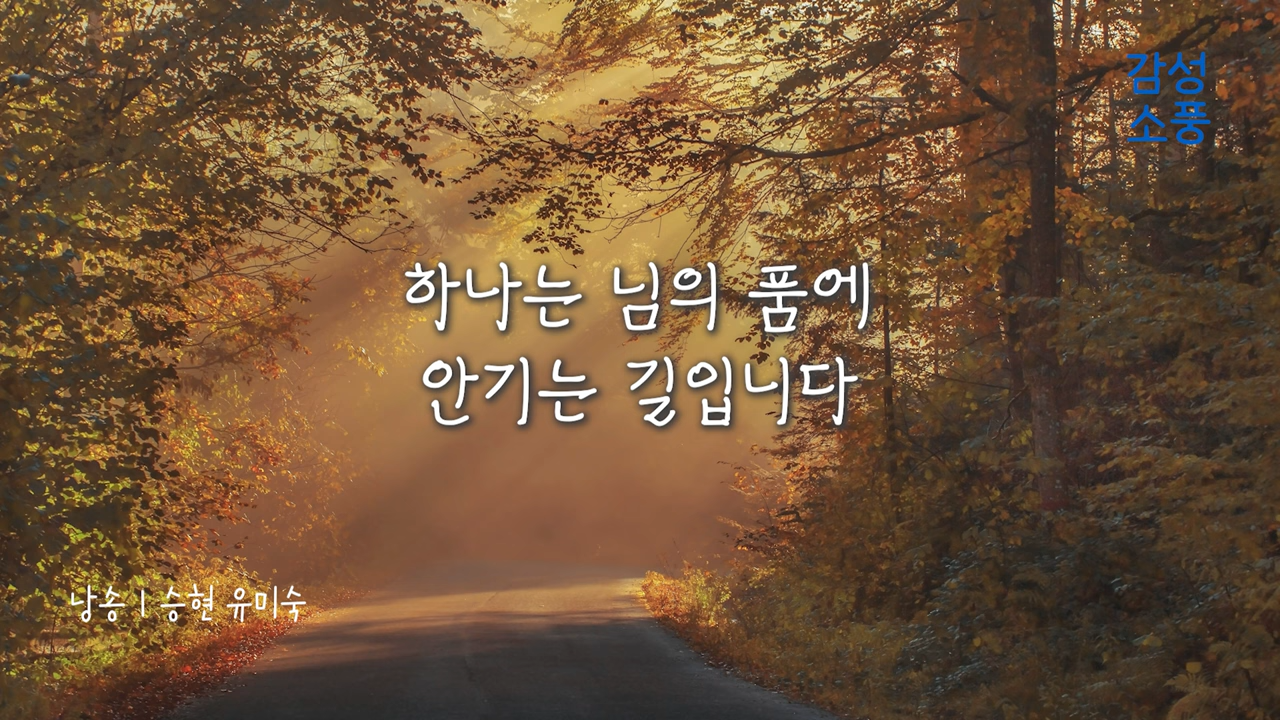 감성
소풍
하나는 님의 품에
안기는 길입니다
낭송 | 승현 유미숙